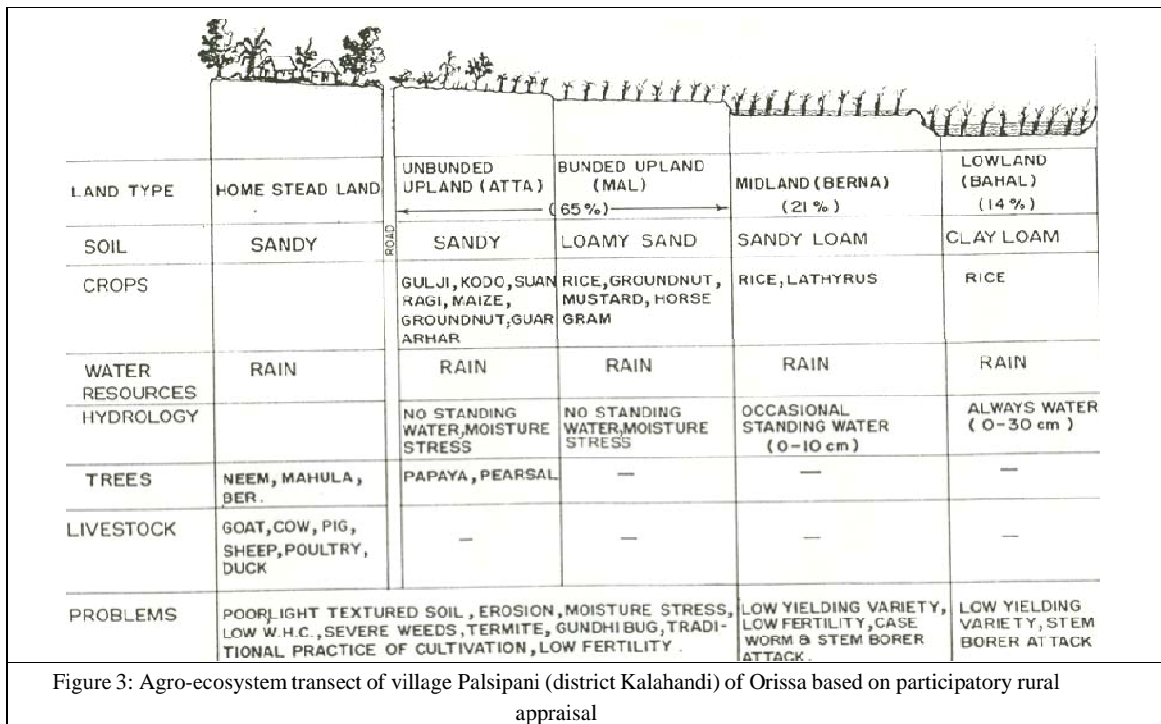 LAND TYPE
HOME STEAD LAND
UNBUNDED
UPLAND (ATTA)
BUNDED UPLAND
(MAL)
(65%)
MIDLAND (BERNA)
(21 %)
LOWLAND
(BAHAL)
(14 %)
ROAD
SOIL
SANDY
SANDY
LOAMY SAND
SANDY LOAM
CLAY LOAM
CROPS
GULJI, KODO, SUAN
RAGI, MAIZE,
GROUNDNUT, GUAR
ARHAR
RICE, GROUNDNUT,
MUSTARD, HORSE
GRAM
RICE, LATHYRUS
RICE
WATER
RESOURCES
RAIN
RAIN
RAIN
RAIN
RAIN
HYDROLOGY
NO STANDING
WATER, MOISTURE
STRESS
NO STANDING
WATER, MOISTURE
STRESS
OCCASIONAL
STANDING WATER
(0-10 cm)
ALWAYS WATER
(0-30 cm)
TREES
NEEM, MAHULA,
BER.
PAPAYA, PEARSAL
—
—
—
LIVESTOCK
GOAT, COW, PIG,
SHEEP, POULTRY,
DUCK
—
—
—
—
PROBLEMS
POOR, LIGHT TEXTURED SOIL, EROSION, MOISTURE STRESS,
LOW W.H.C., SEVERE WEEDS, TERMITE, GUNDHI BUG, TRADI-
TIONAL PRACTICE OF CULTIVATION, LOW FERTILITY.
LOW YIELDING VARIETY,
LOW FERTILITY, CASE
WORM & STEM BORER
ATTACK.
LOW YIELDING
VARIETY, STEM
BORER ATTACK
Figure 3: Agro-ecosystem transect of village Palsipani (district Kalahandi) of Orissa based on participatory rural
appraisal